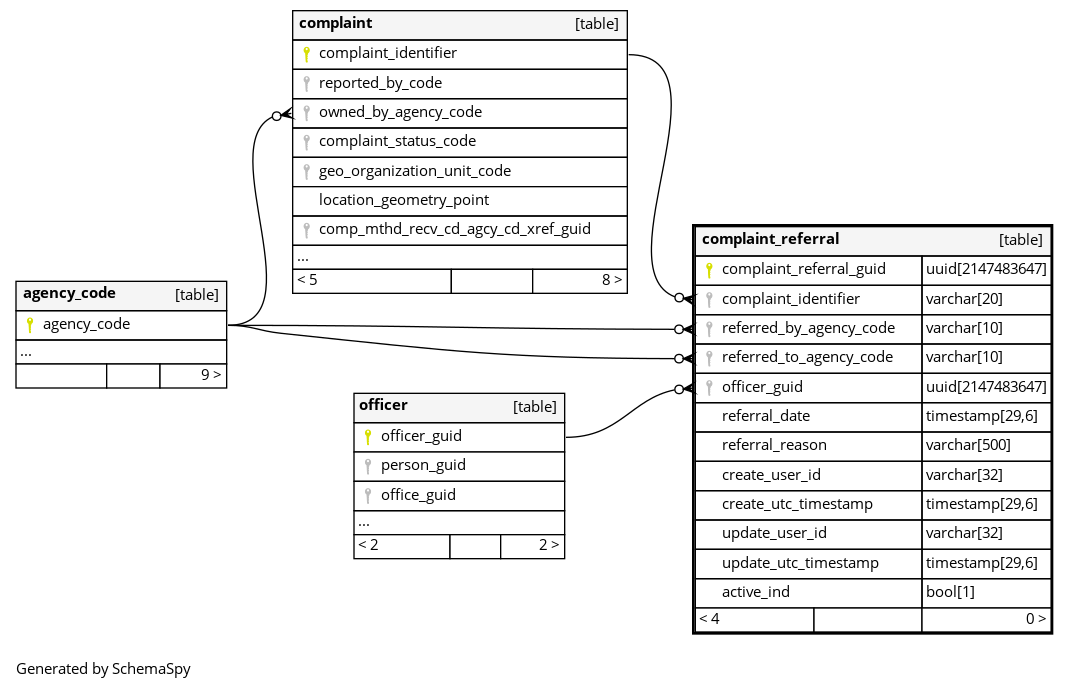 complaint [table]
complaint_identifier
reported_by_code
owned_by_agency_code
complaint_status_code
geo_organization_unit_code
location_geometry_point
comp_mthd_recv_cd_agcy_cd_xref_guid
...
< 5 8 >
agency_code [table]
agency_code
...
9 >
officer [table]
officer_guid
person_guid
office_guid
...
< 2 2 >
complaint_referral [table]
complaint_referral_guid uuid[2147483647]
complaint_identifier varchar[20]
referred_by_agency_code varchar[10]
referred_to_agency_code varchar[10]
officer_guid uuid[2147483647]
referral_date timestamp[29,6]
referral_reason varchar[500]
create_user_id varchar[32]
create_utc_timestamp timestamp[29,6]
update_user_id varchar[32]
update_utc_timestamp timestamp[29,6]
active_ind bool[1]
< 4 0 >
Generated by SchemaSpy